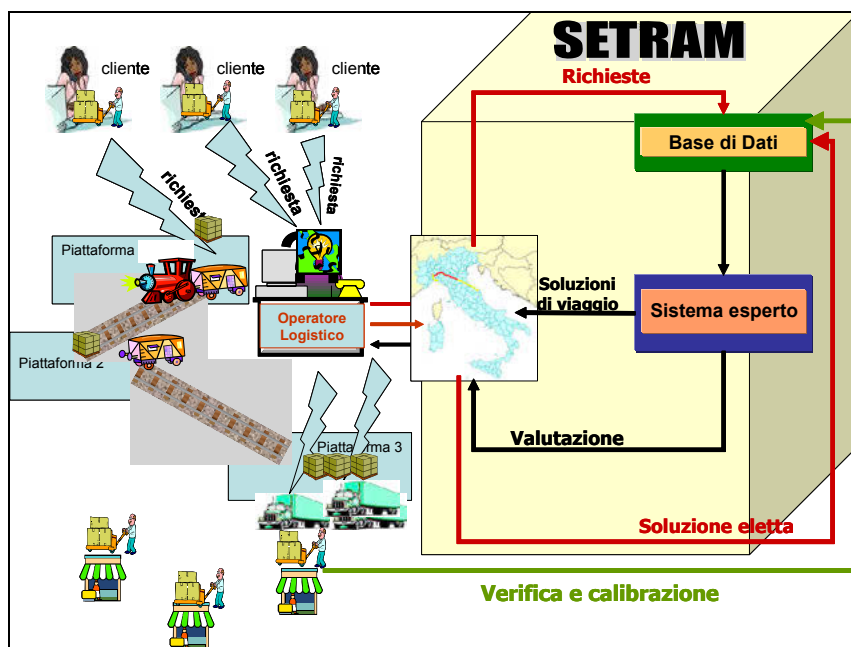 SETRAM
cliente
cliente
cliente
Richieste
Base di Dati
richiesta
richiesta
richiest
Piattaforma
Soluzioni
di viaggio
Sistema esperto
Operatore
Logistico
Piattaforma 2
Valutazione
Piattaforma 3
Soluzione eletta
Verifica e calibrazione